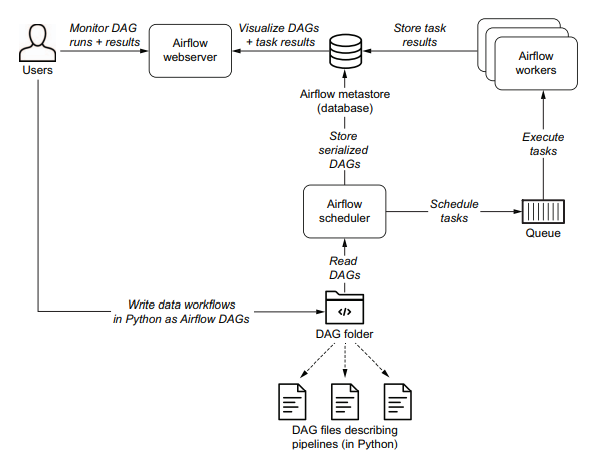 Monitor DAG
runs + results
Users
Airflow
webserver
Visualize DAGs
+ task results
Store task
results
Airflow
workers
Airflow metastore
(database)
Store
serialized
DAGs
Execute
tasks
Airflow
scheduler
Schedule
tasks
Queue
Read
DAGs
Write data workflows
in Python as Airflow DAGs
</>
DAG folder
DAG files describing
pipelines (in Python)